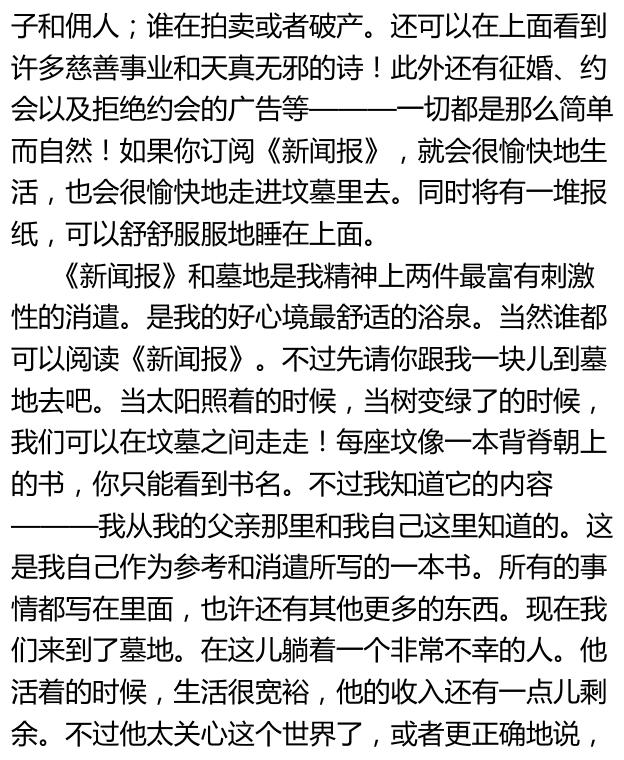 子和佣人；谁在拍卖或者破产。还可以在上面看到
许多慈善事业和天真无邪的诗！此外还有征婚、约
会以及拒绝约会的广告等———一切都是那么简单
而自然！如果你订阅《新闻报》，就会很愉快地生
活，也会很愉快地走进坟墓里去。同时将有一堆报
纸，可以舒舒服服地睡在上面。
《新闻报》和墓地是我精神上两件最富有刺激
性的消遣。是我的好心境最舒适的浴泉。当然谁都
可以阅读《新闻报》。不过先请你跟我一块儿到墓
地去吧。当太阳照着的时候，当树变绿了的时候，
我们可以在坟墓之间走走！每座坟像一本背脊朝上
的书，你只能看到书名。不过我知道它的内容
———我从我的父亲那里和我自己这里知道的。这
是我自己作为参考和消遣所写的一本书。所有的事
情都写在里面，也许还有其他更多的东西。现在我
们来到了墓地。在这儿躺着一个非常不幸的人。他
活着的时候，生活很宽裕，他的收入还有一点儿剩
余。不过他太关心这个世界了，或者更正确地说，